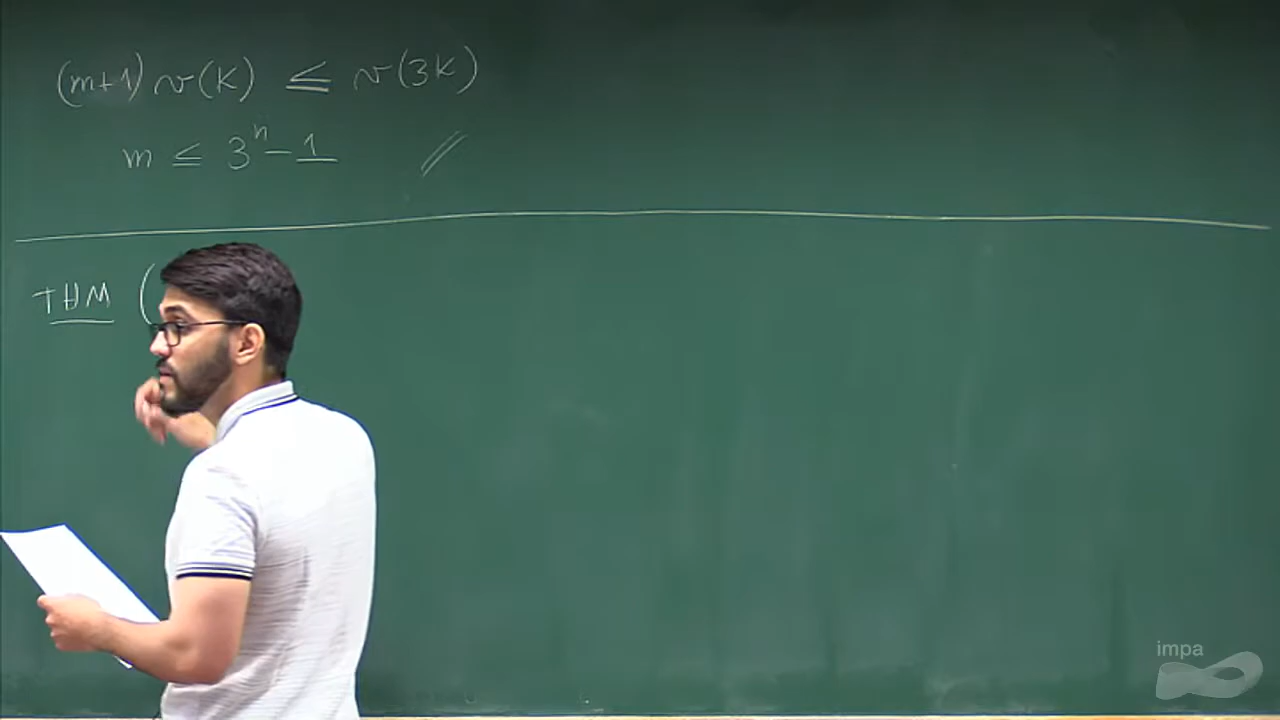 (m+1) v(K) ≤ v(3K)
m ≤ 3ⁿ - 1 //
THM (
impa